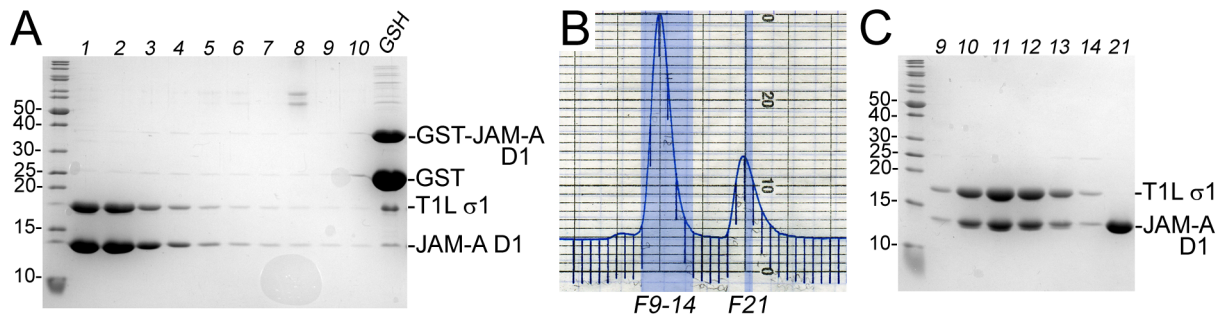 A
1 2 3 4 5 6 7 8 9 10 GSH
50-
40-
30-
25-
20-
15-
10-
-GST-JAM-A
D1
-GST
-T1L σ1
-JAM-A D1
B
0
20
10
0
F9-14 F21
C
9 10 11 12 13 14 21
50-
40-
30-
25-
20-
15-
10-
-T1L σ1
-JAM-A
D1